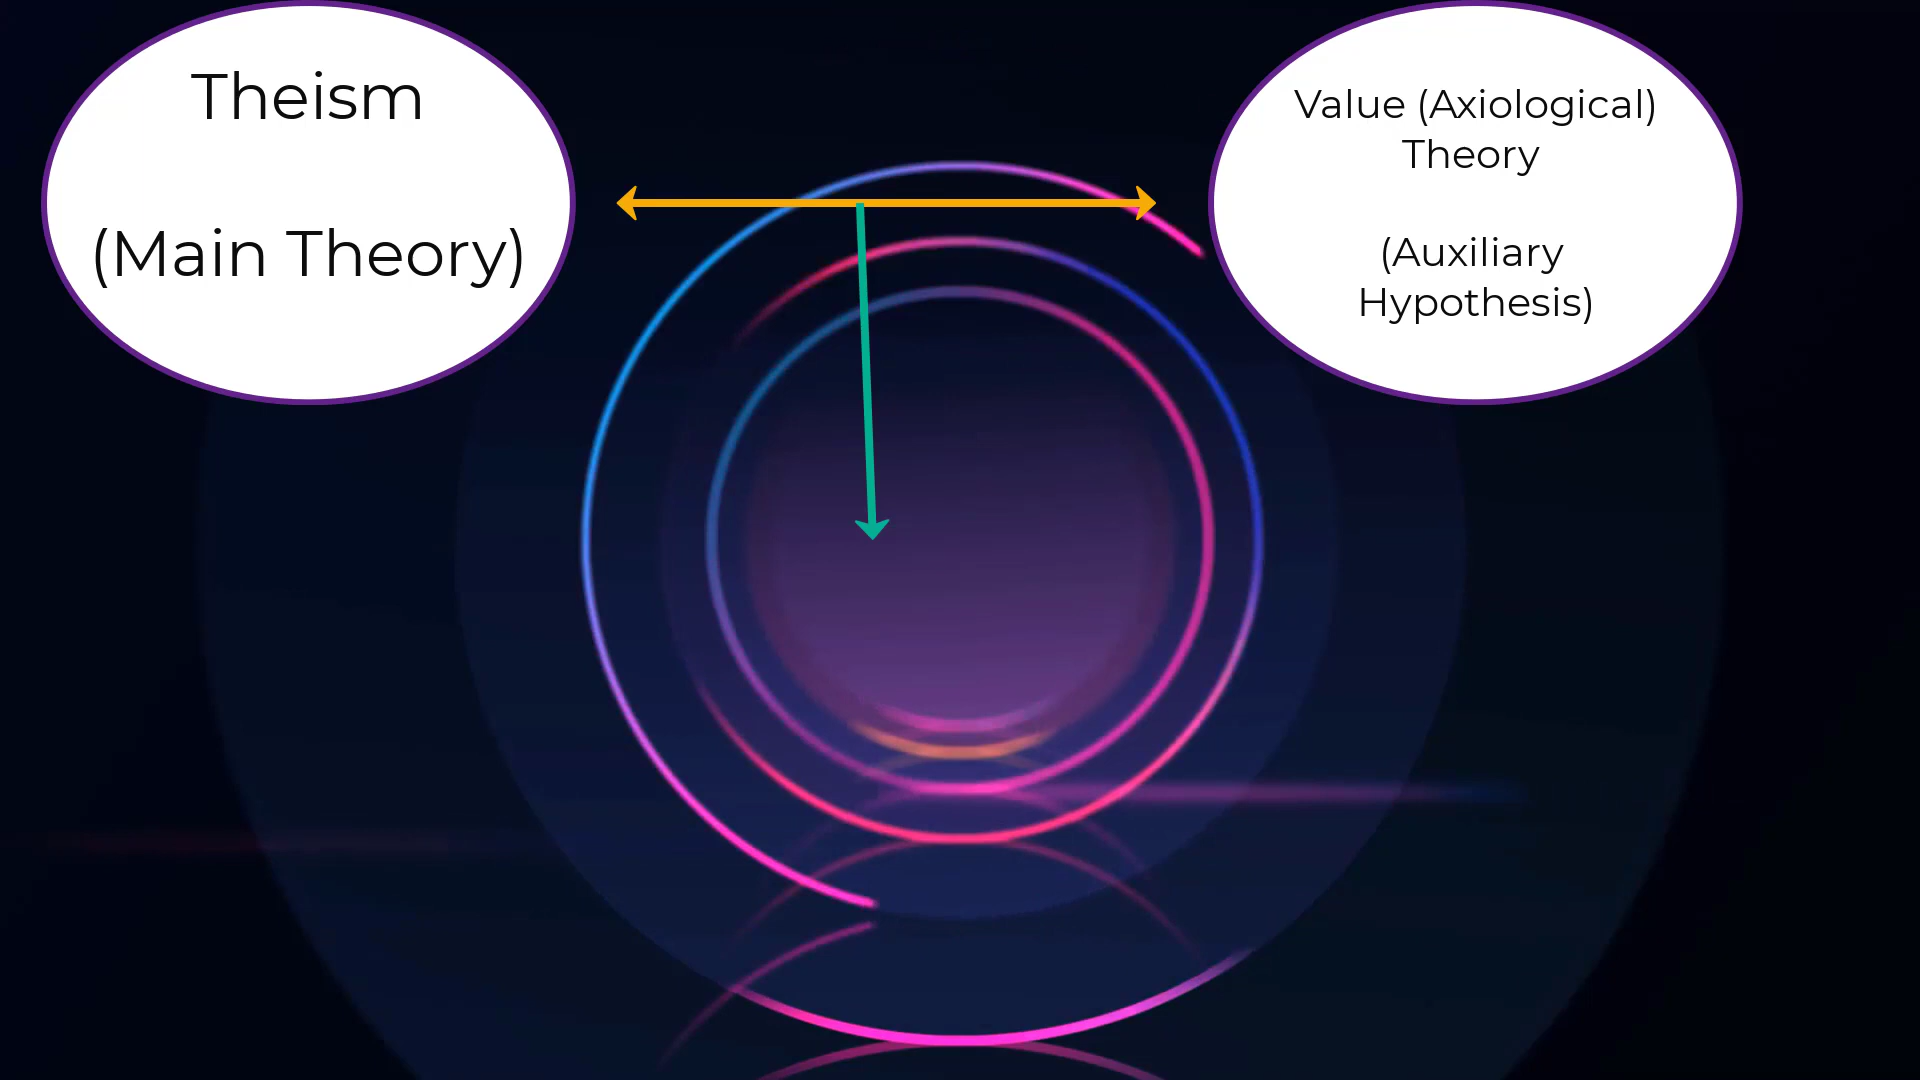 Theism
(Main Theory)
Value (Axiological)
Theory
(Auxiliary
Hypothesis)